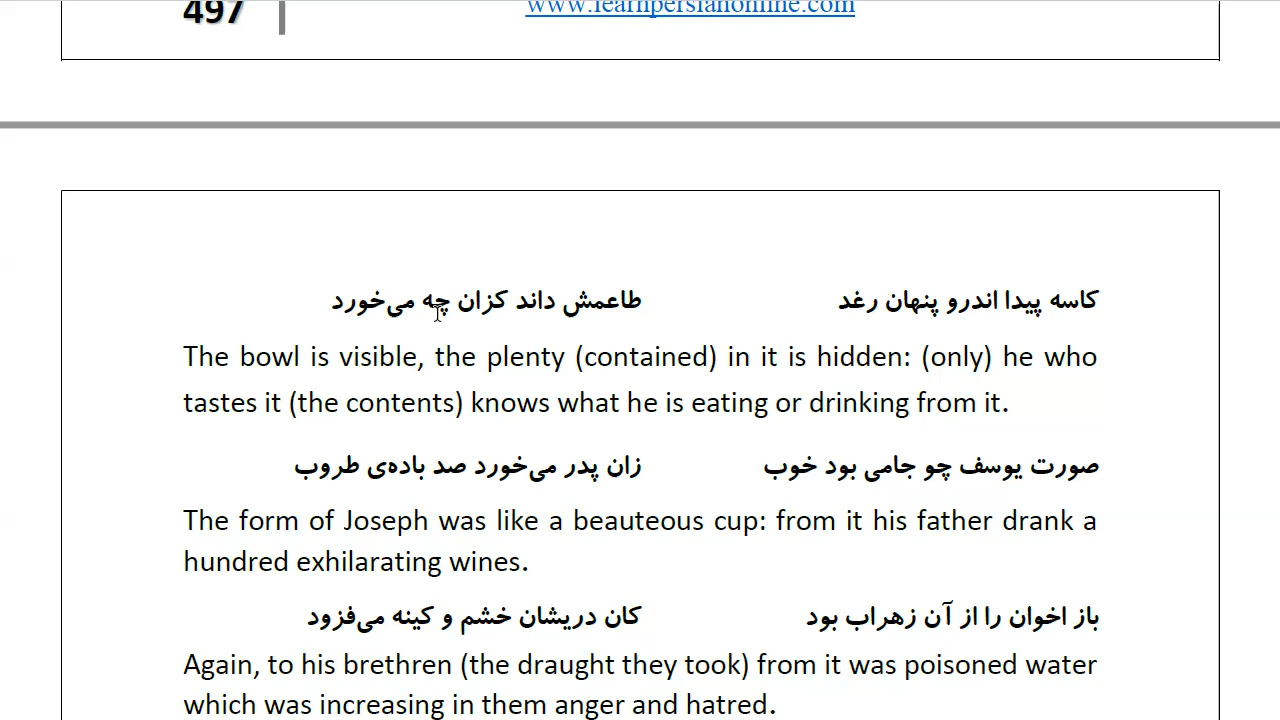 497 www.learnpersianonline.com
کاسه پیدا اندرو پنهان رغد طاعمش داند کزان چه می‌خورد
The bowl is visible, the plenty (contained) in it is hidden: (only) he who
tastes it (the contents) knows what he is eating or drinking from it.
صورت یوسف چو جامی بود خوب زان پدر می‌خورد صد باده‌ی طروب
The form of Joseph was like a beauteous cup: from it his father drank a
hundred exhilarating wines.
باز اخوان را از آن زهراب بود کان دریشان خشم و کینه می‌فزود
Again, to his brethren (the draught they took) from it was poisoned water
which was increasing in them anger and hatred.